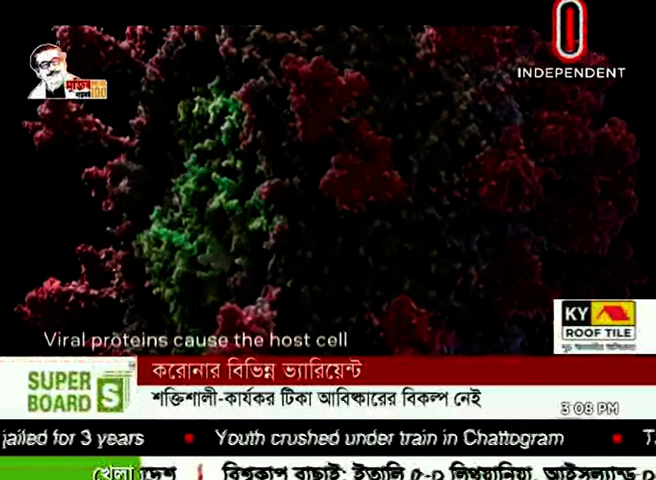 INDEPENDENT
মুজিব
100
Viral proteins cause the host cell
KY
ROOF TILE
SUPER
BOARD S
করোনার বিভিন্ন ভ্যারিয়েন্ট
শক্তিশালী-কার্যকর টিকা আবিষ্কারের বিকল্প নেই
3:08 PM
jailed for 3 years • Youth crushed under train in Chattogram •
খেলা বিশ্বকাপ বাছাই: ইতালি ৫-০ লিথুয়ানিয়া, আইসল্যান্ড